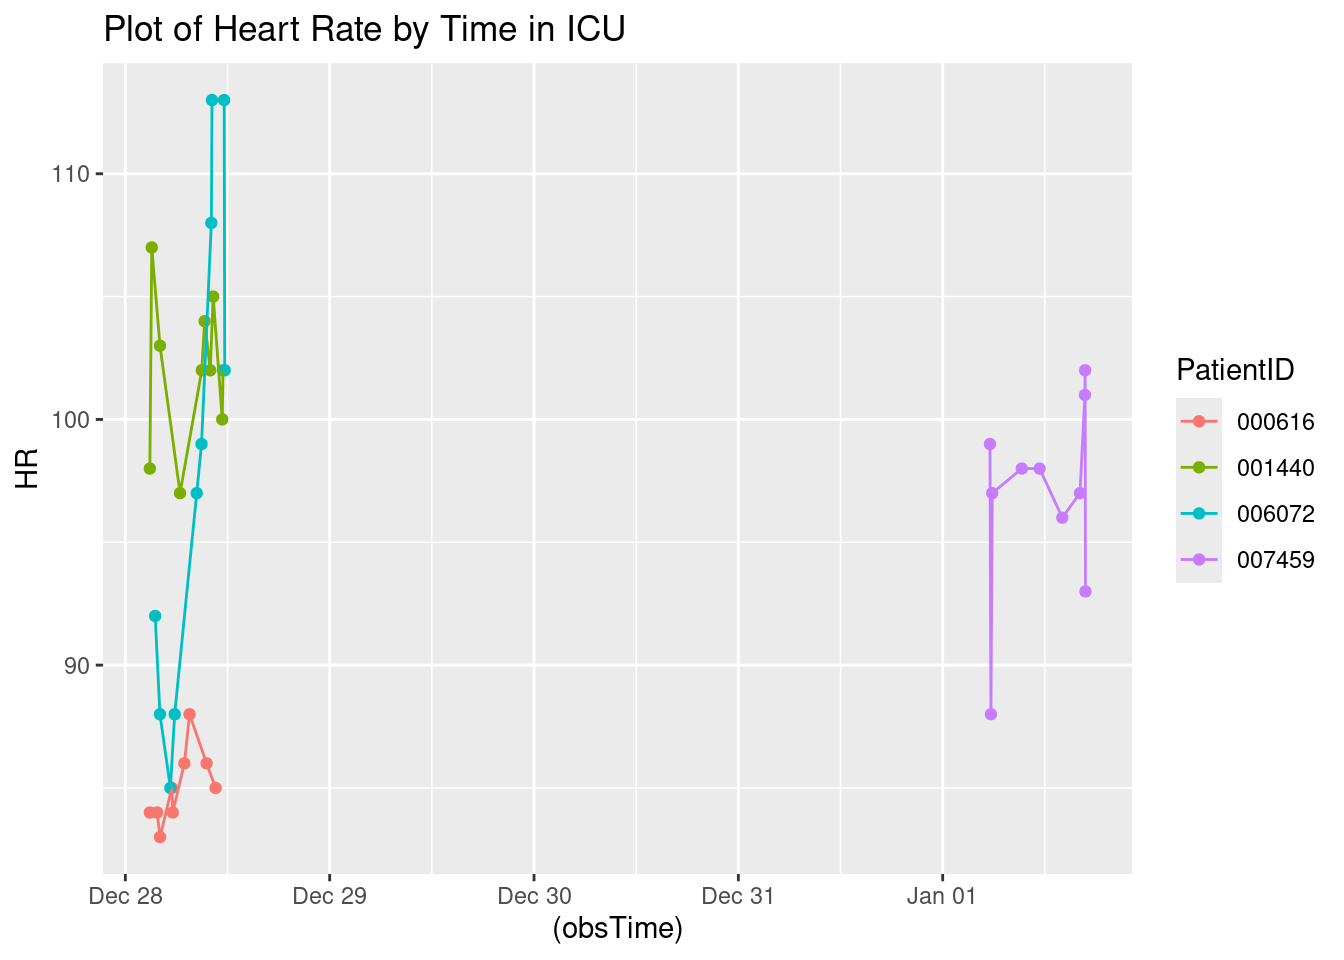 Plot of Heart Rate by Time in ICU
HR
110
100
90
Dec 28 Dec 29 Dec 30 Dec 31 Jan 01
(obsTime)
PatientID
000616
001440
006072
007459